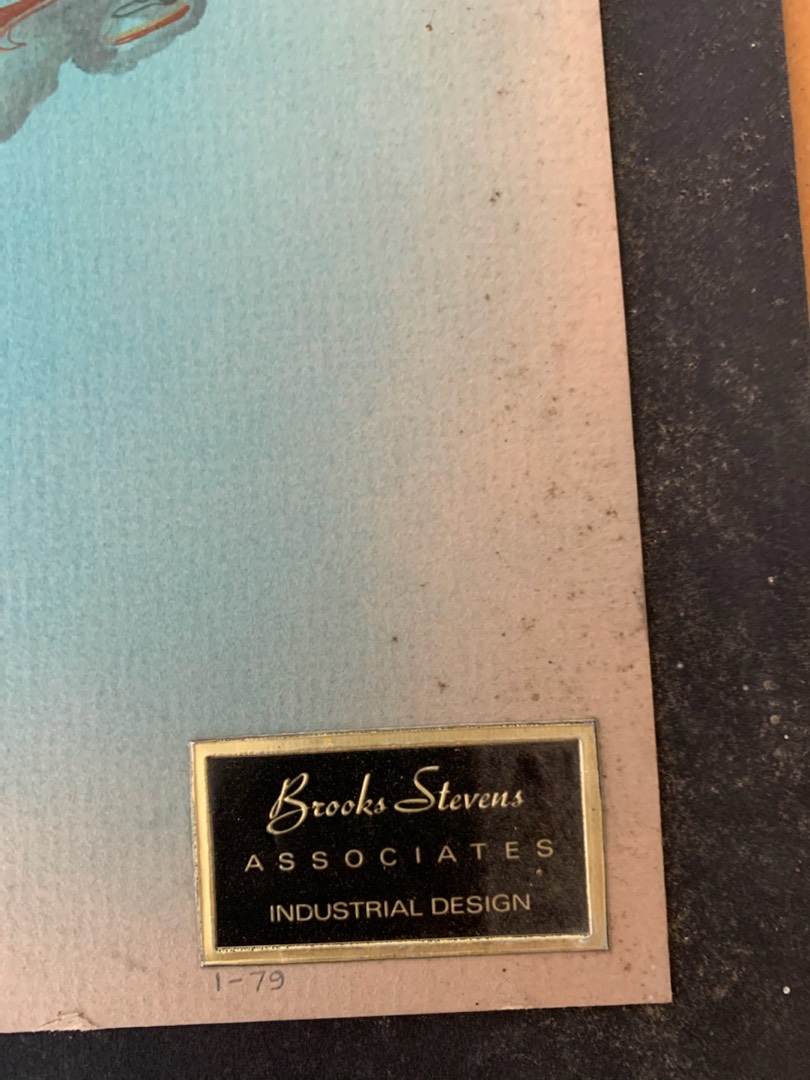 Brooks Stevens
ASSOCIATES
INDUSTRIAL DESIGN
1-79